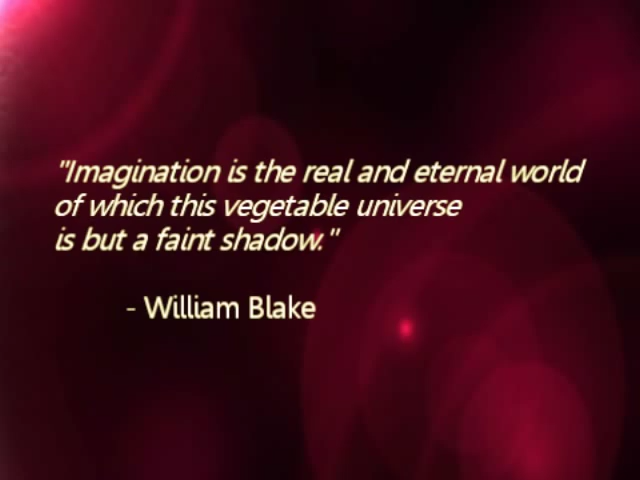 "Imagination is the real and eternal world
of which this vegetable universe
is but a faint shadow."
- William Blake